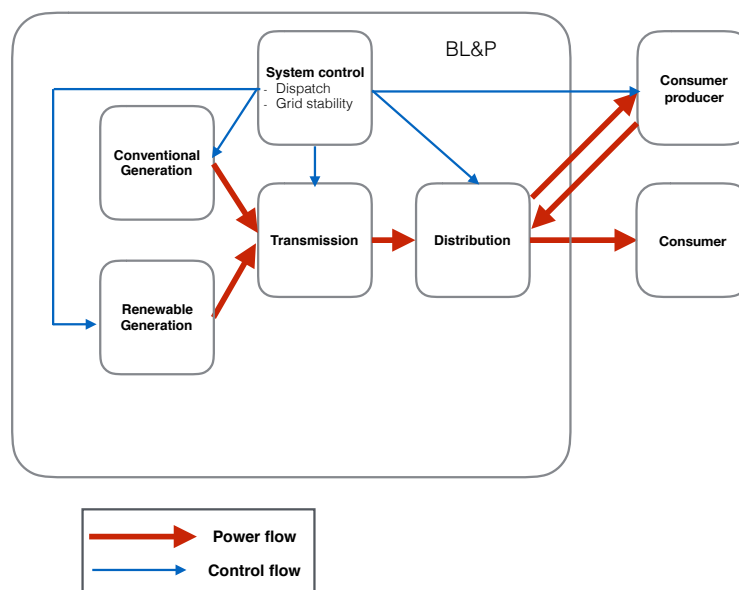 BL&P
System control
- Dispatch
- Grid stability
Consumer
producer
Conventional
Generation
Transmission
Distribution
Consumer
Renewable
Generation
Power flow
Control flow